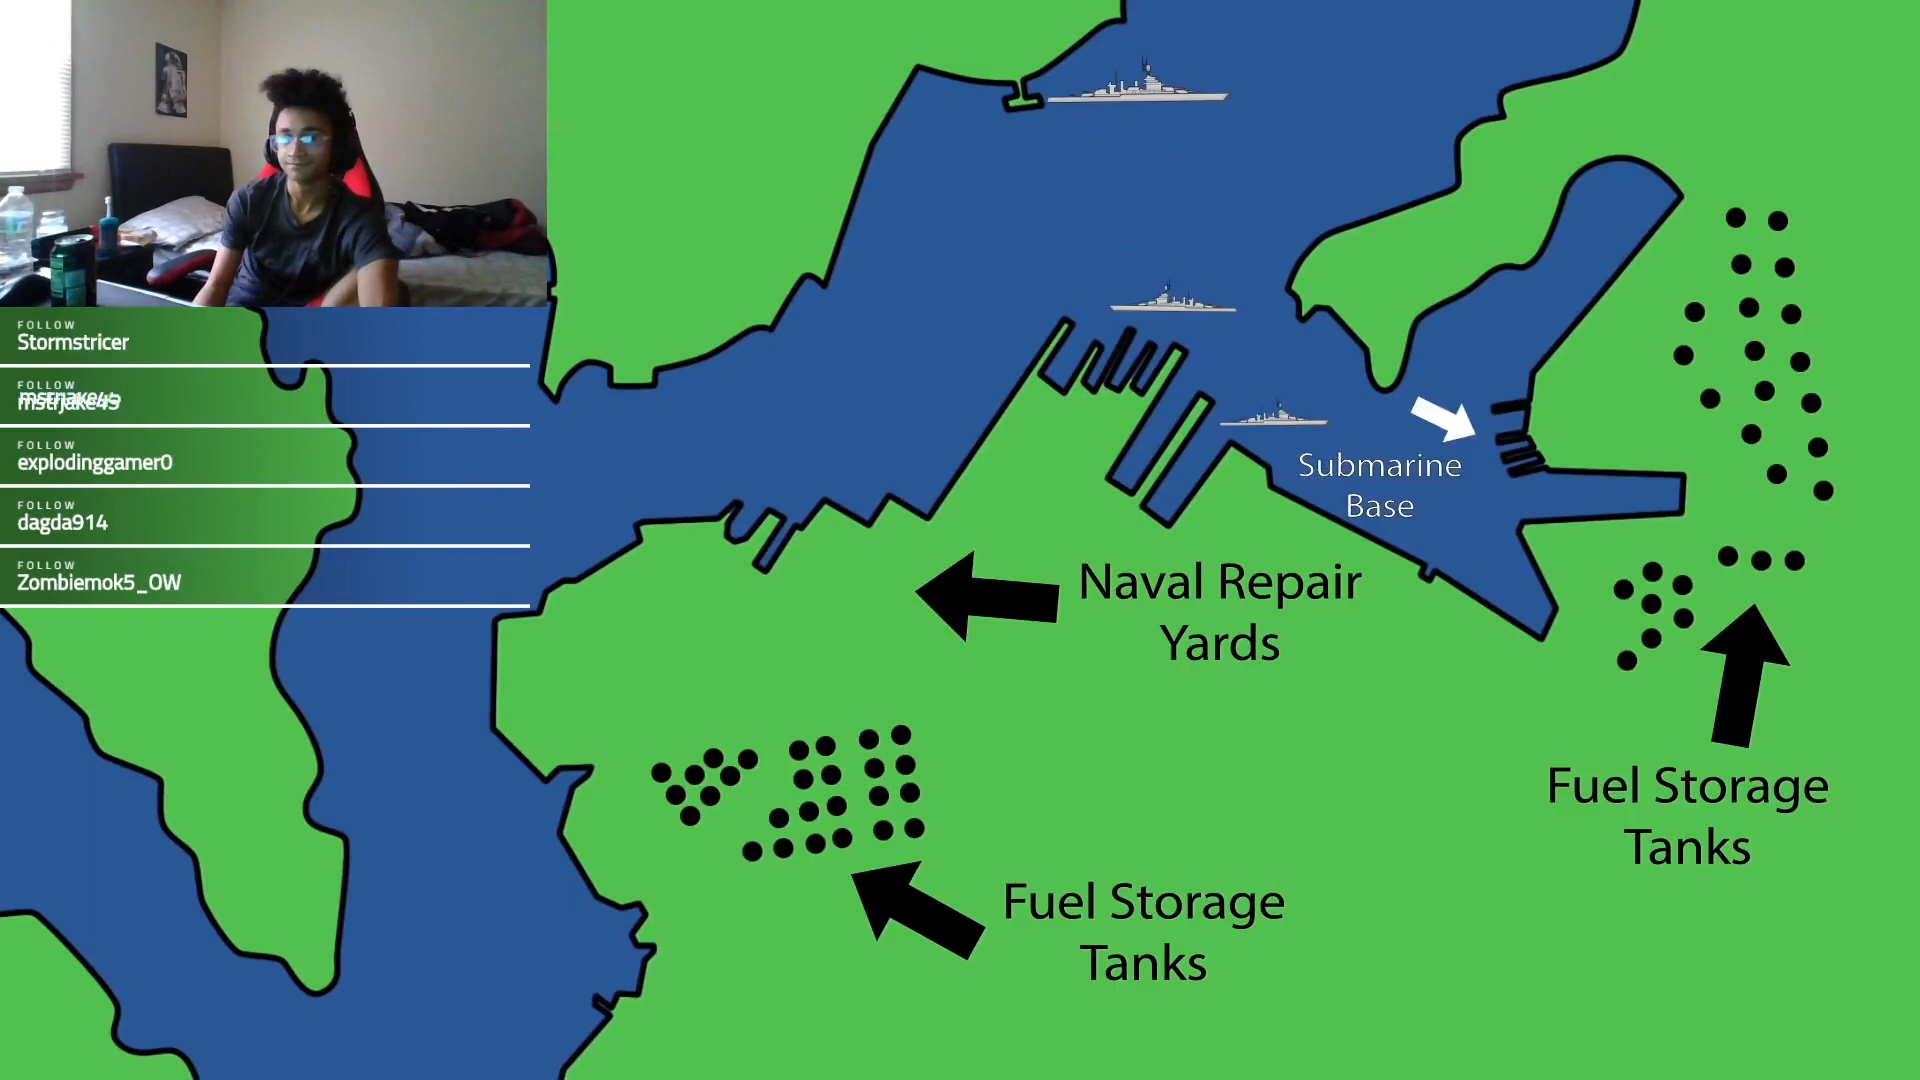 FOLLOW
Stormstricer
FOLLOW
mstrjake45
FOLLOW
explodinggamer0
FOLLOW
dagda914
FOLLOW
Zombiemok5_OW
Submarine
Base
Naval Repair
Yards
Fuel Storage
Tanks
Fuel Storage
Tanks